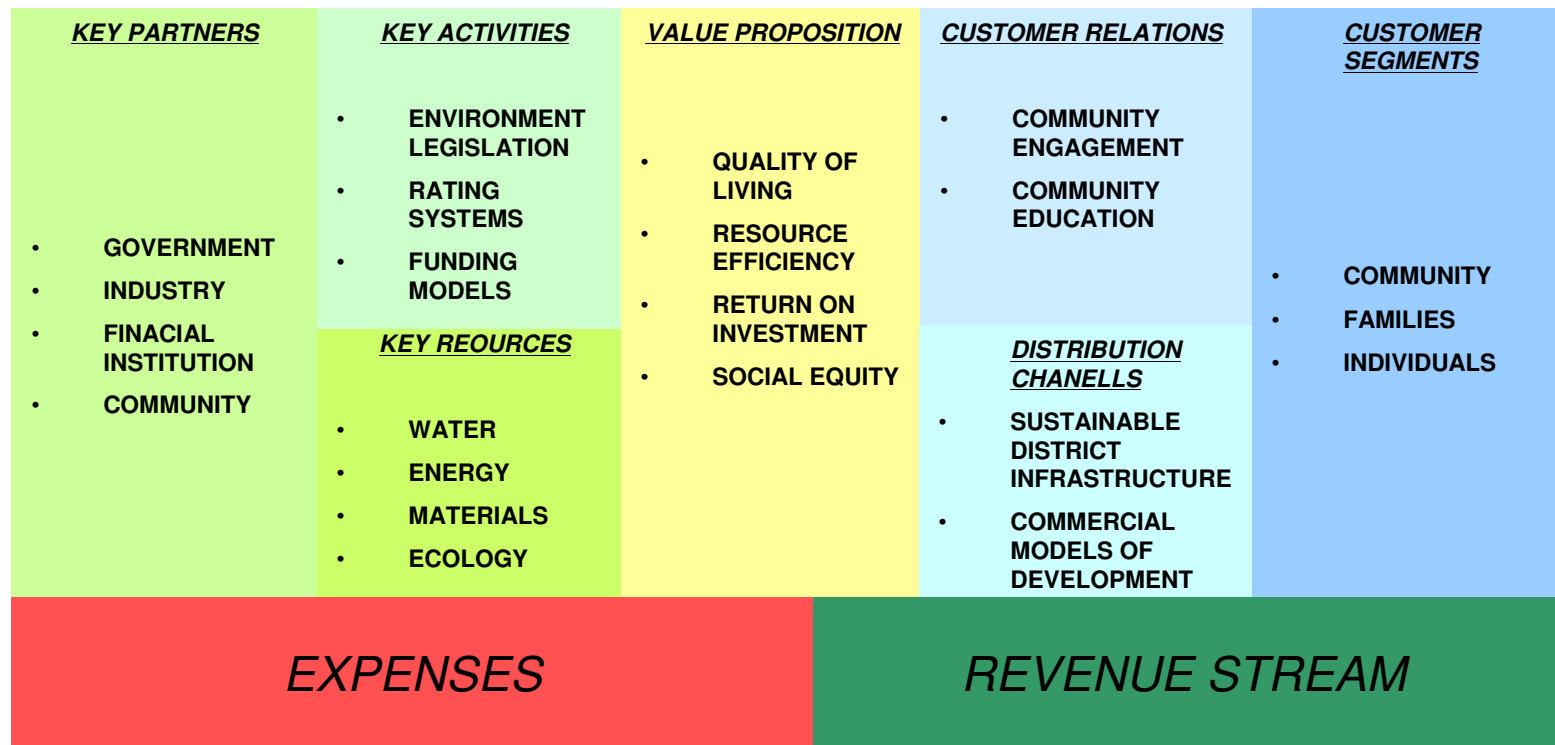 KEY PARTNERS
• GOVERNMENT
• INDUSTRY
• FINACIAL
INSTITUTION
• COMMUNITY
KEY ACTIVITIES
• ENVIRONMENT
LEGISLATION
• RATING
SYSTEMS
• FUNDING
MODELS
KEY REOURCES
• WATER
• ENERGY
• MATERIALS
• ECOLOGY
VALUE PROPOSITION
• QUALITY OF
LIVING
• RESOURCE
EFFICIENCY
• RETURN ON
INVESTMENT
• SOCIAL EQUITY
CUSTOMER RELATIONS
• COMMUNITY
ENGAGEMENT
• COMMUNITY
EDUCATION
DISTRIBUTION
CHANELLS
• SUSTAINABLE
DISTRICT
INFRASTRUCTURE
• COMMERCIAL
MODELS OF
DEVELOPMENT
CUSTOMER
SEGMENTS
• COMMUNITY
• FAMILIES
• INDIVIDUALS
EXPENSES
REVENUE STREAM